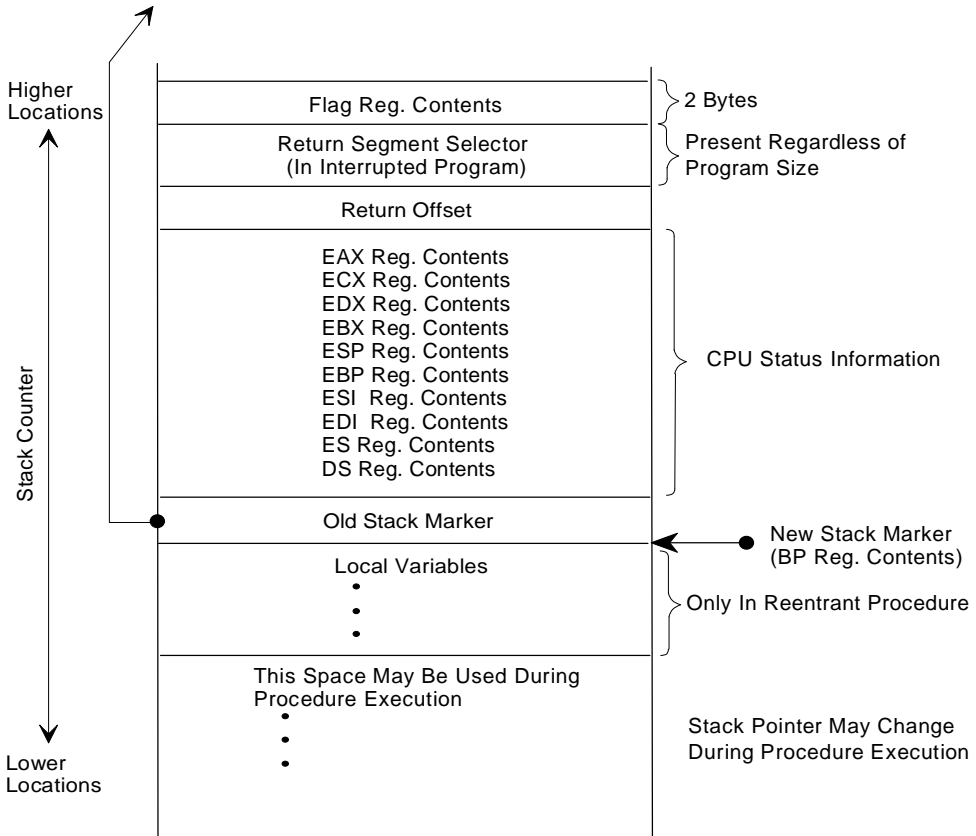 Higher
Locations
Flag Reg. Contents
2 Bytes
Return Segment Selector
(In Interrupted Program)
Present Regardless of
Program Size
Return Offset
EAX Reg. Contents
ECX Reg. Contents
EDX Reg. Contents
EBX Reg. Contents
ESP Reg. Contents
EBP Reg. Contents
ESI Reg. Contents
EDI Reg. Contents
ES Reg. Contents
DS Reg. Contents
CPU Status Information
Stack Counter
Old Stack Marker
New Stack Marker
(BP Reg. Contents)
Local Variables
Only In Reentrant Procedure
This Space May Be Used During
Procedure Execution
Stack Pointer May Change
During Procedure Execution
Lower
Locations